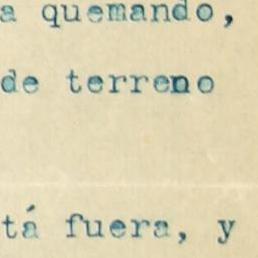 a quemando,
de terreno
tá fuera, y